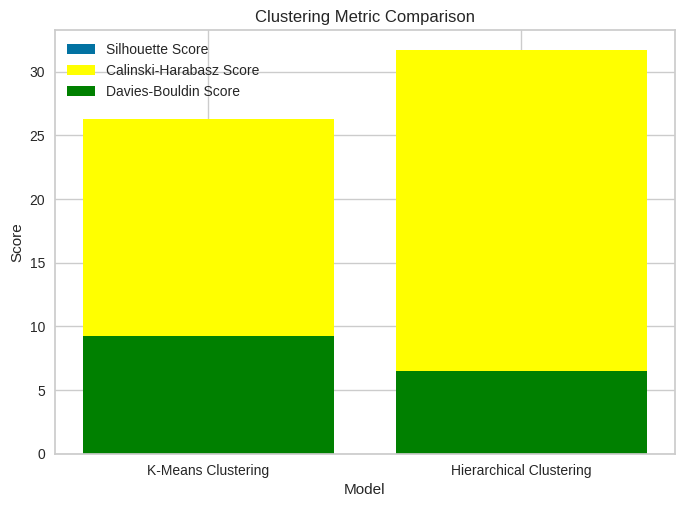 Clustering Metric Comparison
Silhouette Score
Calinski-Harabasz Score
Davies-Bouldin Score
30
25
20
15
10
5
0
Score
K-Means Clustering
Hierarchical Clustering
Model